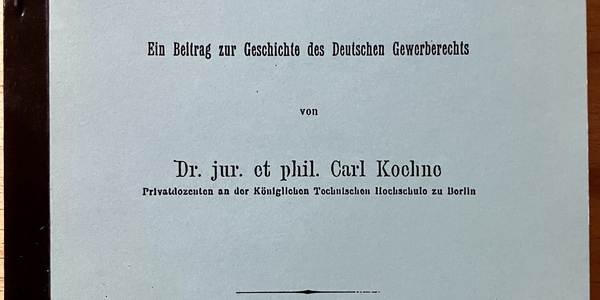 Ein Beitrag zur Geschichte des Deutschen Gewerberechts
von
Dr. jur. et phil. Carl Koehne
Privatdozenten an der Königlichen Technischen Hochschule zu Berlin